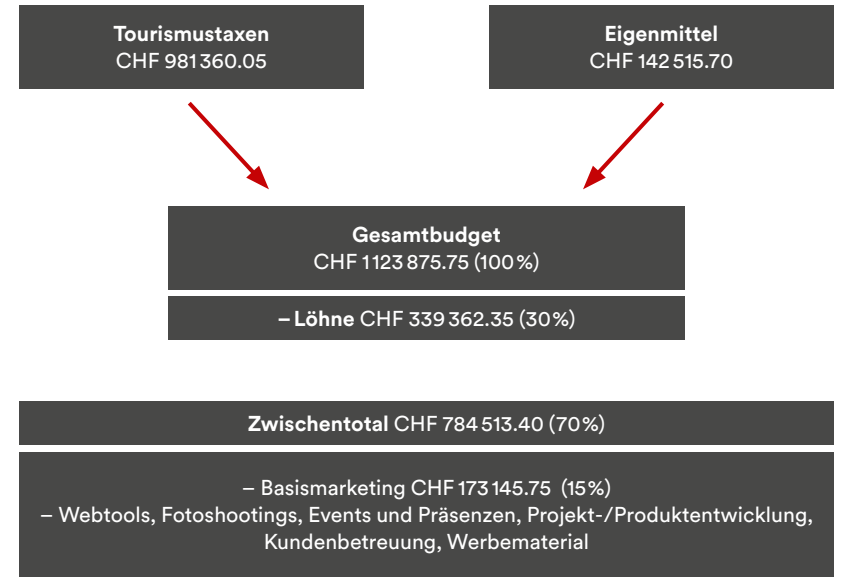 Tourismustaxen
CHF 981 360.05
Eigenmittel
CHF 142 515.70
Gesamtbudget
CHF 1 123 875.75 (100%)
– Löhne CHF 339 362.35 (30%)
Zwischentotal CHF 784 513.40 (70%)
– Basismarketing CHF 173 145.75 (15%)
– Webtools, Fotoshootings, Events und Präsenzen, Projekt-/Produktentwicklung,
Kundenbetreuung, Werbematerial